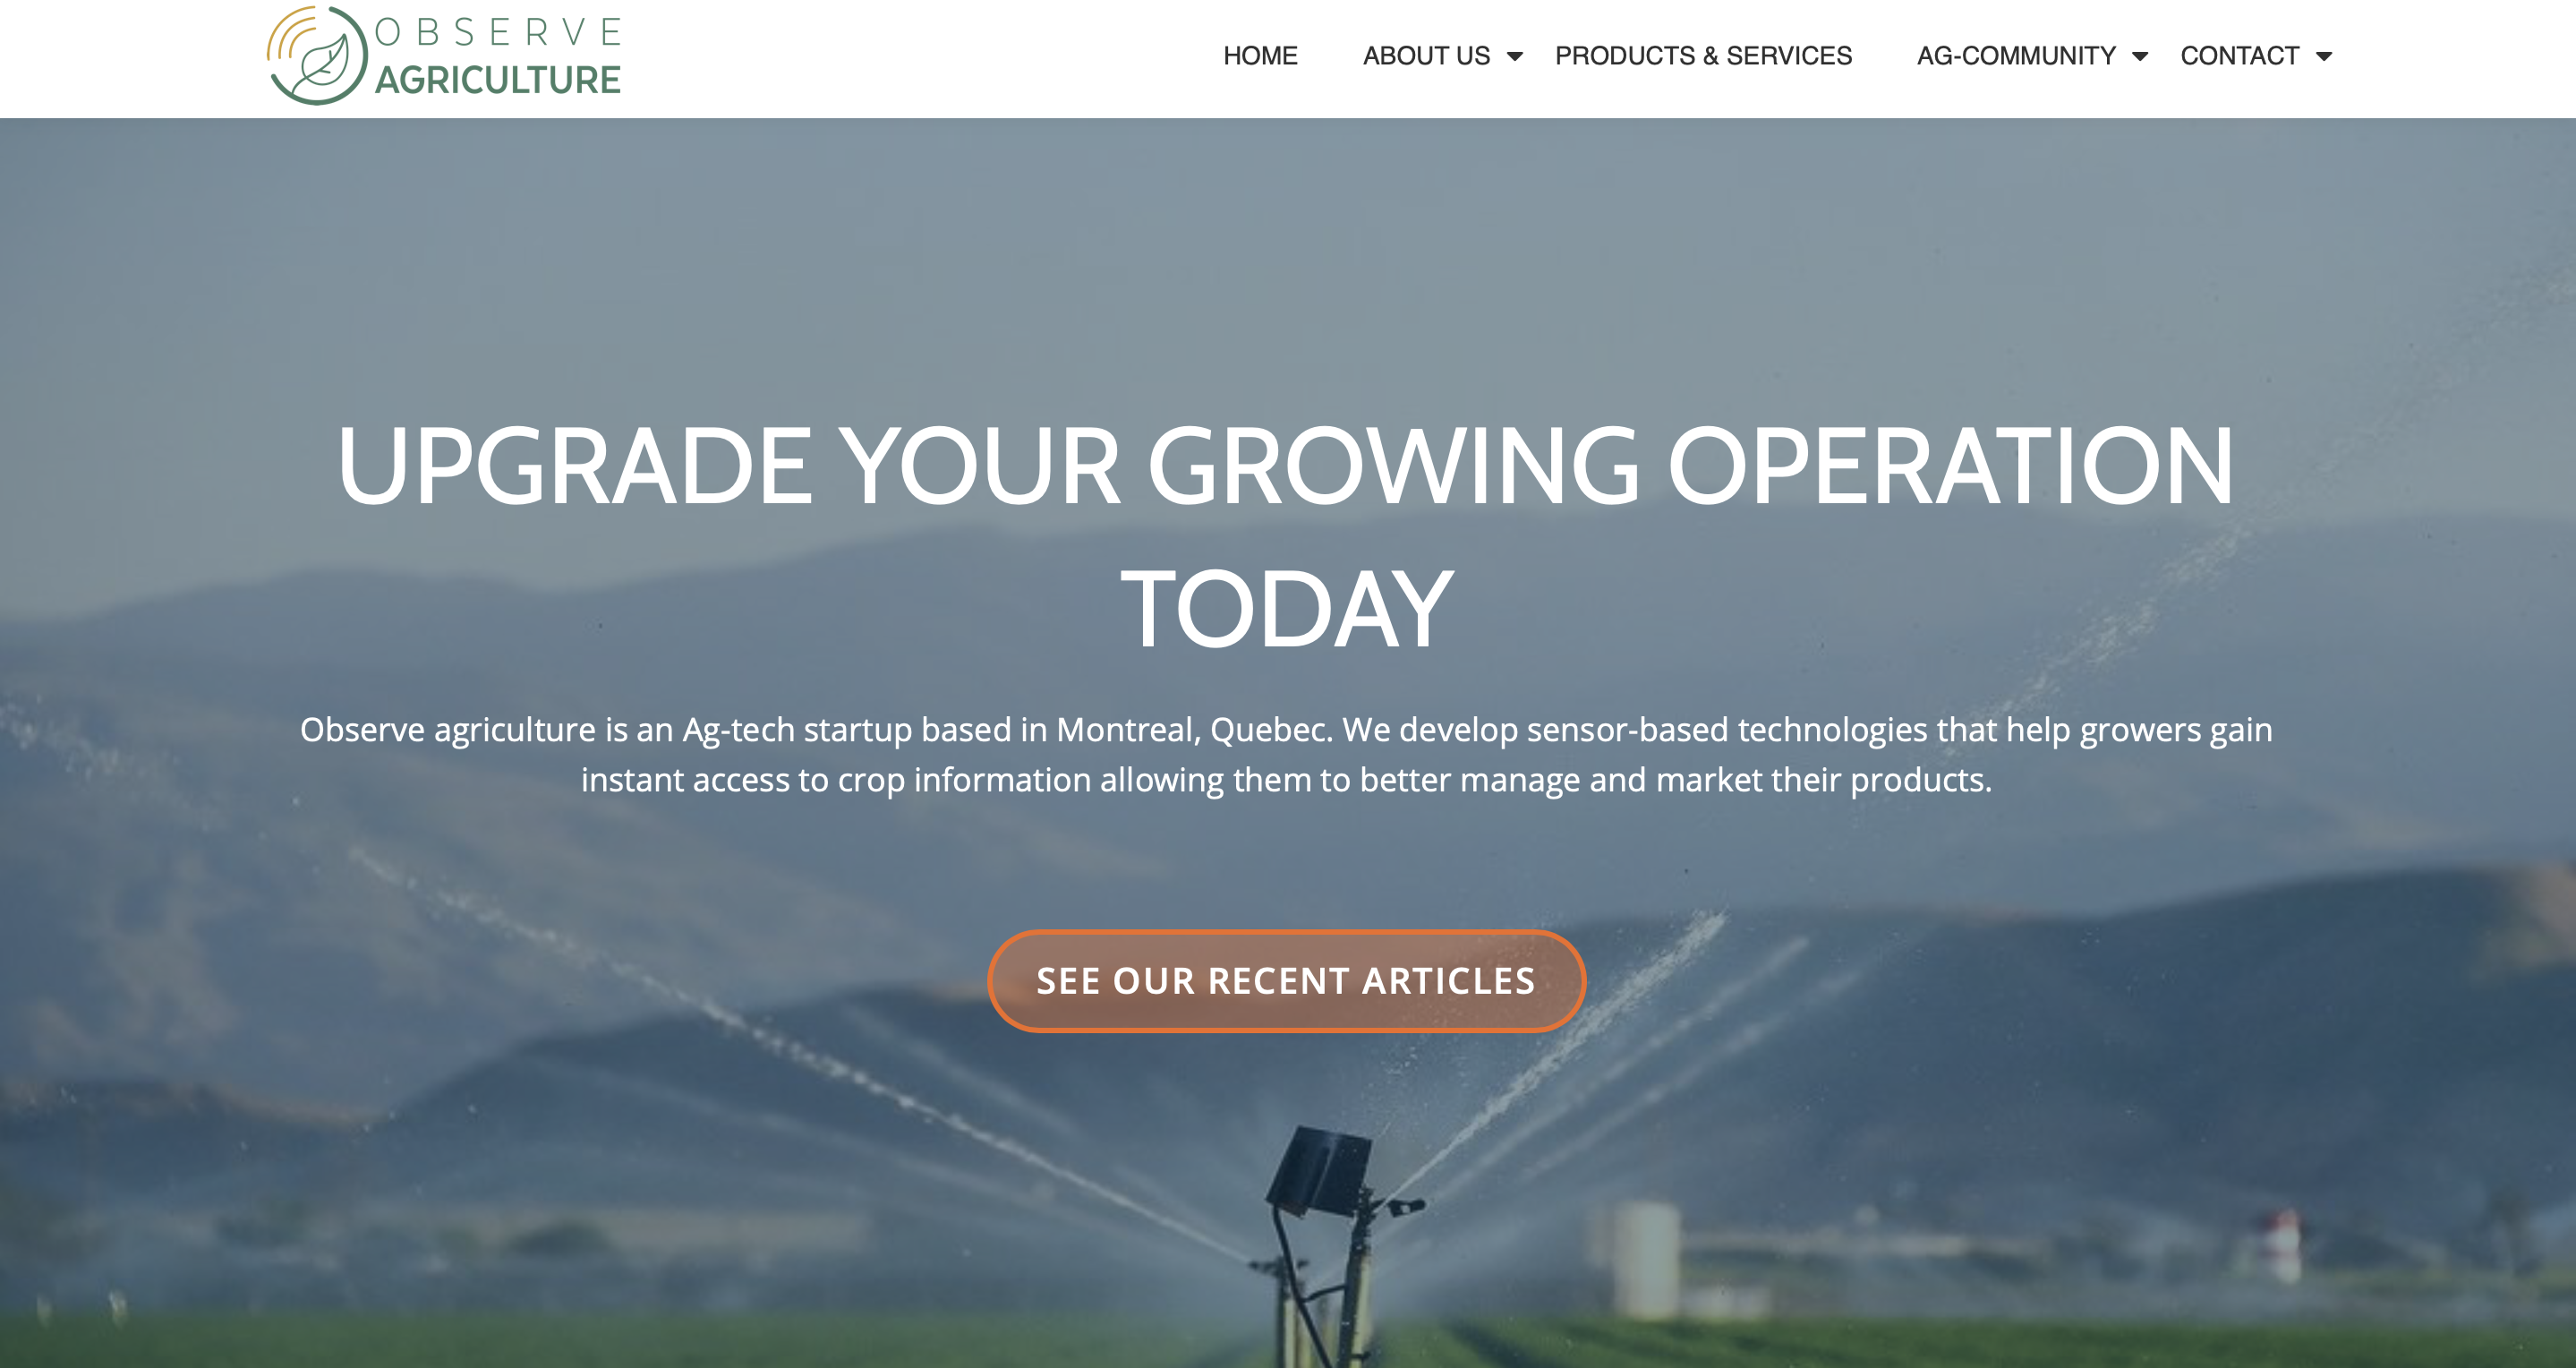 OBSERVE
AGRICULTURE
HOME
ABOUT US
PRODUCTS & SERVICES
AG-COMMUNITY
CONTACT
UPGRADE YOUR GROWING OPERATION
TODAY
Observe agriculture is an Ag-tech startup based in Montreal, Quebec. We develop sensor-based technologies that help growers gain
instant access to crop information allowing them to better manage and market their products.
SEE OUR RECENT ARTICLES